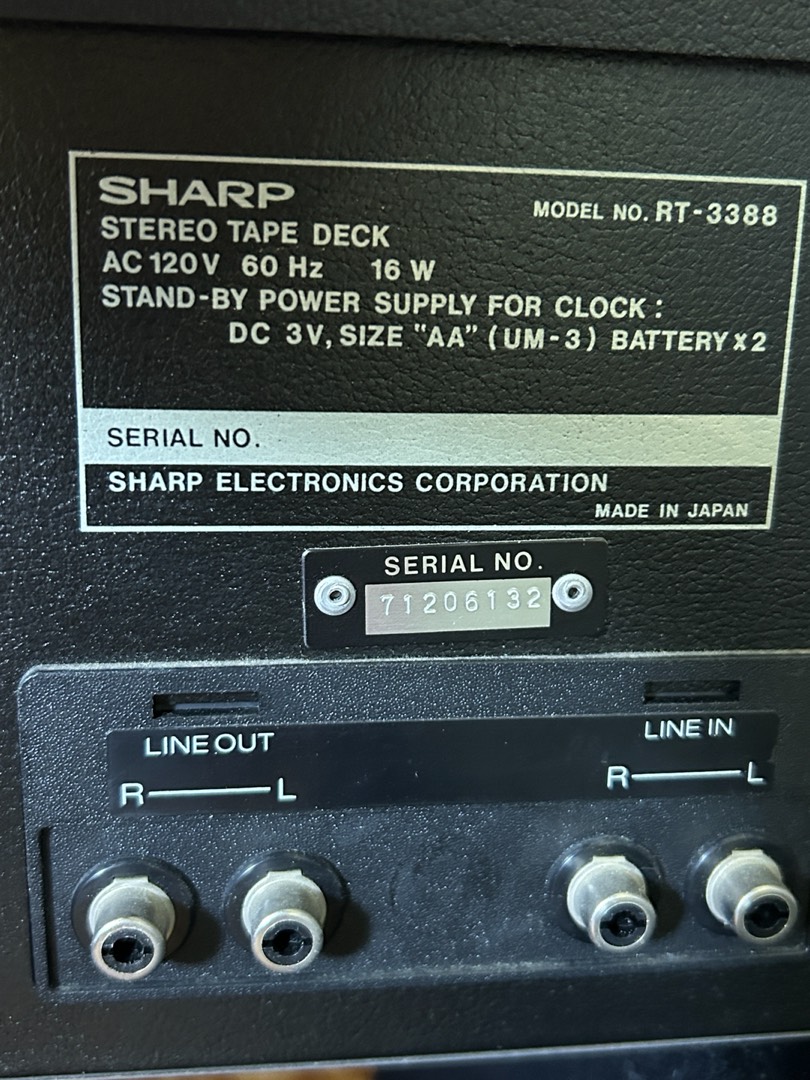 SHARP
MODEL NO. RT-3388
STEREO TAPE DECK
AC 120V 60 Hz 16 W
STAND-BY POWER SUPPLY FOR CLOCK:
DC 3V, SIZE "AA" (UM-3) BATTERY X 2
SERIAL NO.
SHARP ELECTRONICS CORPORATION
MADE IN JAPAN
SERIAL NO.
71206132
LINE OUT
R L
LINE IN
R L